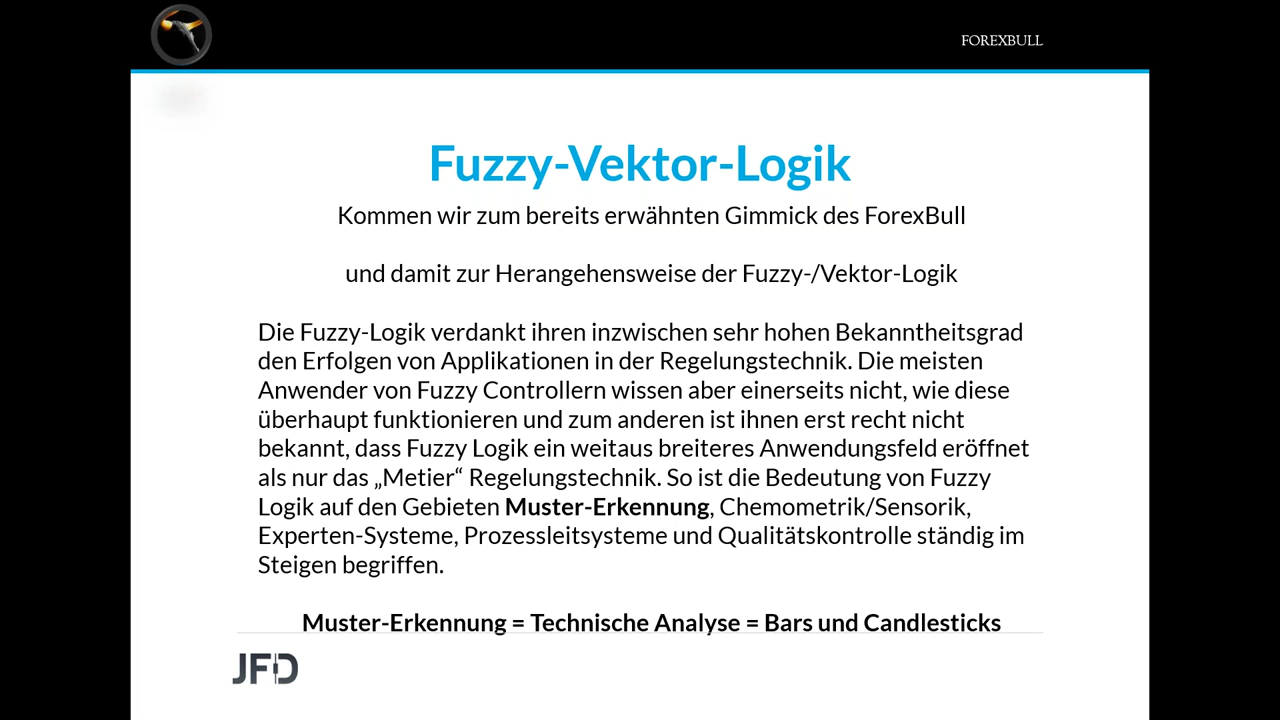 FOREXBULL
Fuzzy-Vektor-Logik
Kommen wir zum bereits erwähnten Gimmick des ForexBull
und damit zur Herangehensweise der Fuzzy-/Vektor-Logik
Die Fuzzy-Logik verdankt ihren inzwischen sehr hohen Bekanntheitsgrad
den Erfolgen von Applikationen in der Regelungstechnik. Die meisten
Anwender von Fuzzy Controllern wissen aber einerseits nicht, wie diese
überhaupt funktionieren und zum anderen ist ihnen erst recht nicht
bekannt, dass Fuzzy Logik ein weitaus breiteres Anwendungsfeld eröffnet
als nur das „Metier“ Regelungstechnik. So ist die Bedeutung von Fuzzy
Logik auf den Gebieten Muster-Erkennung, Chemometrik/Sensorik,
Experten-Systeme, Prozessleitsysteme und Qualitätskontrolle ständig im
Steigen begriffen.
Muster-Erkennung = Technische Analyse = Bars und Candlesticks
JFD